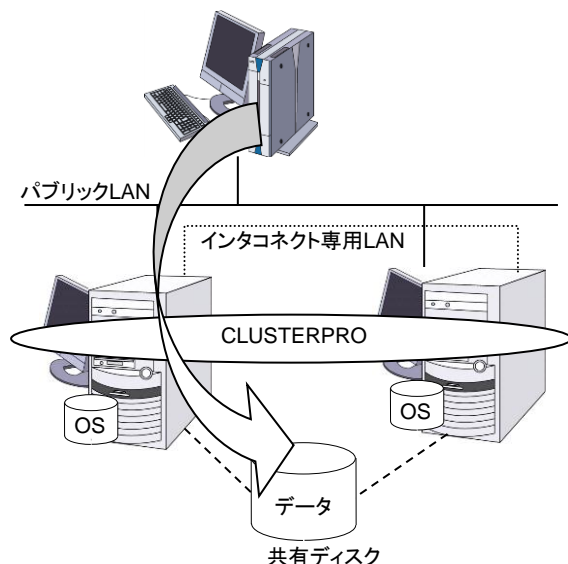 パブリックLAN
インタコネクト専用LAN
CLUSTERPRO
OS
OS
データ
共有ディスク